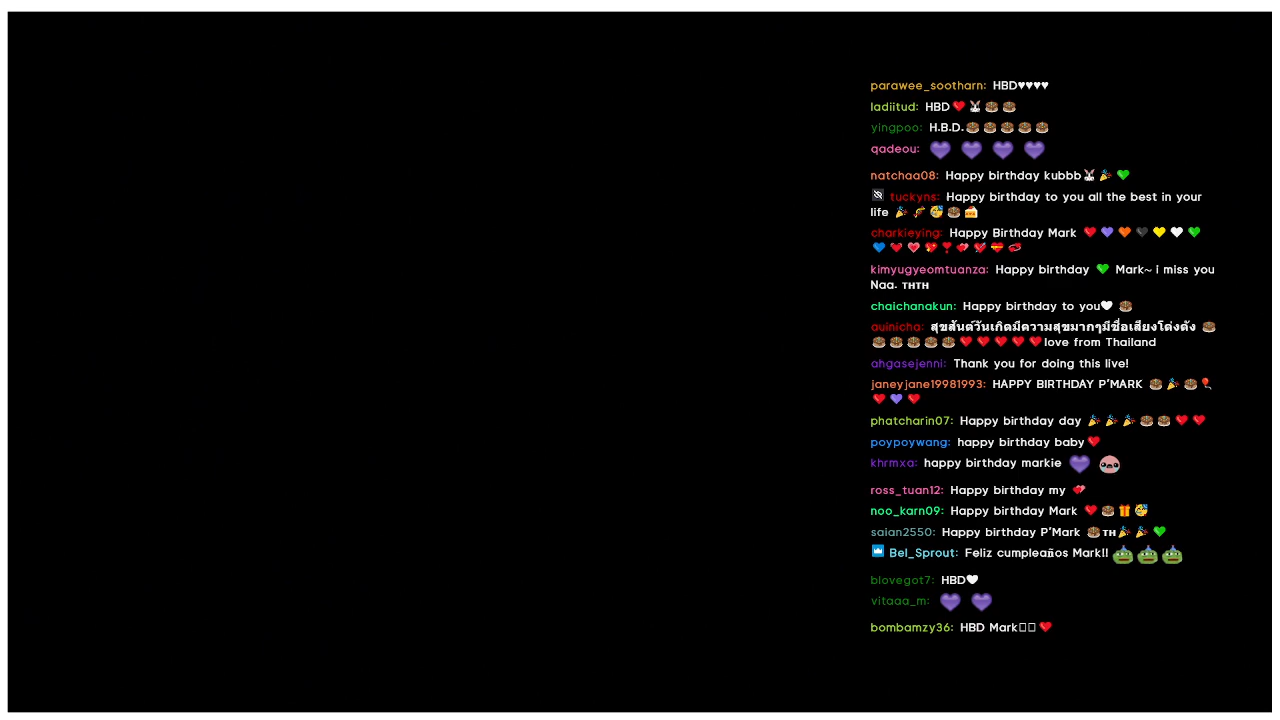 parawee_sootharn: HBD♥♥♥♥
ladiitud: HBD❤️🐰🎂🎂
yingpoo: H.B.D.🎂🎂🎂🎂🎂
qadeou: 💜 💜 💜 💜
natchaa08: Happy birthday kubbb🐰🎉💚
tuckyns: Happy birthday to you all the best in your
life 🎉🥳🎂🍰
charkieying: Happy Birthday Mark ❤️💜🧡🖤💛🤍💚
💙💓💗💖❣️💕💘💝💞
kimyugyeomtuanza: Happy birthday 💚 Mark~ i miss you
Naa. ᴛʜᴛʜ
chaichanakun: Happy birthday to you🤍 🎂
auinicha: สุขสันต์วันเกิดมีความสุขมากๆมีชื่อเสียงโด่งดัง 🎂
🎂🎂🎂🎂🎂❤️❤️❤️❤️❤️love from Thailand
ahgasejenni: Thank you for doing this live!
janeyjane19981993: HAPPY BIRTHDAY P'MARK 🎂🎉🎂🎈
❤️💜❤️
phatcharin07: Happy birthday day 🎉🎉🎉🎂🎂❤️❤️
poypoywang: happy birthday baby❤️
khrmxa: happy birthday markie 💜
ross_tuan12: Happy birthday my 💕
noo_karn09: Happy birthday Mark ❤️🎂🎁🥳
saian2550: Happy birthday P'Mark 🎂ᴛʜ🎉🎉💚
Bel_Sprout: Feliz cumpleaños Mark!!
blovegot7: HBD🤍
vitaaa_m: 💜 💜
bombamzy36: HBD Mark▯▯❤️